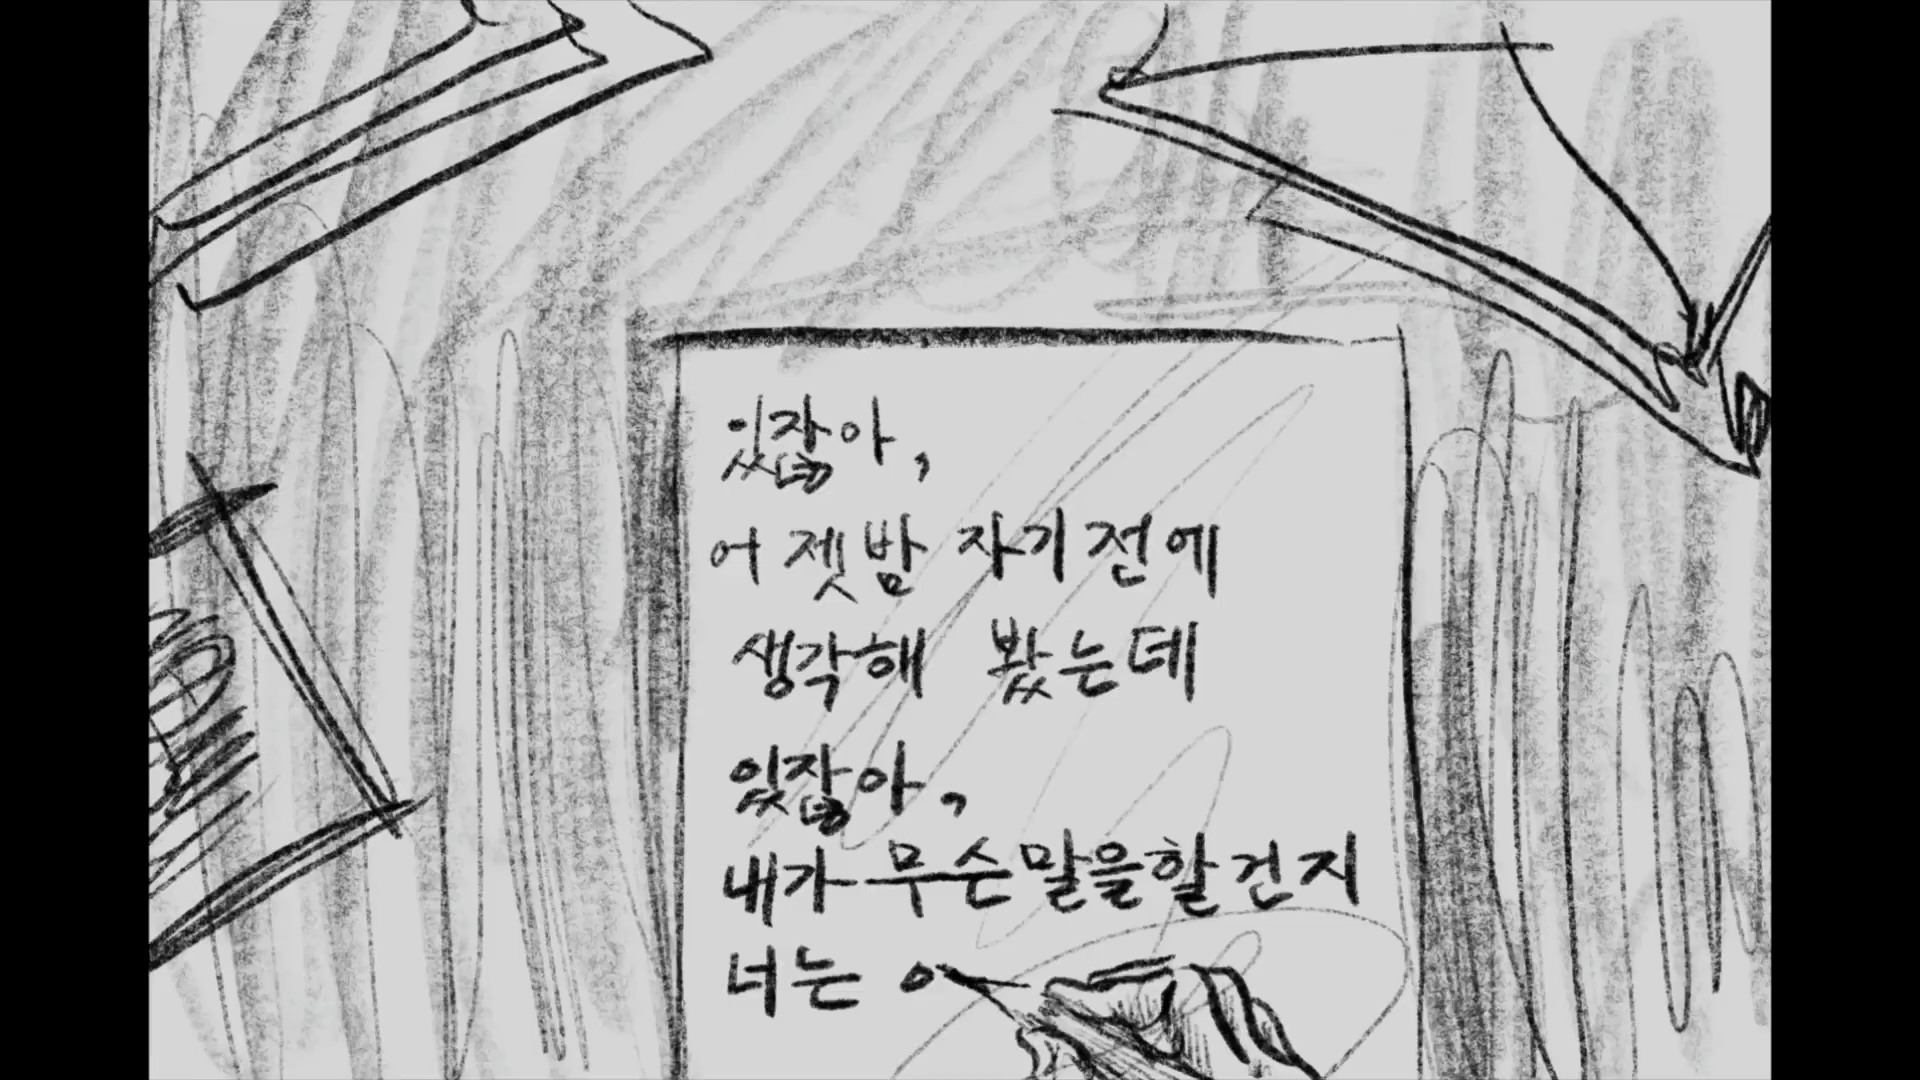 있잖아,
어젯밤 자기전에
생각해 봤는데
있잖아,
내가 무슨말을할건지
너는